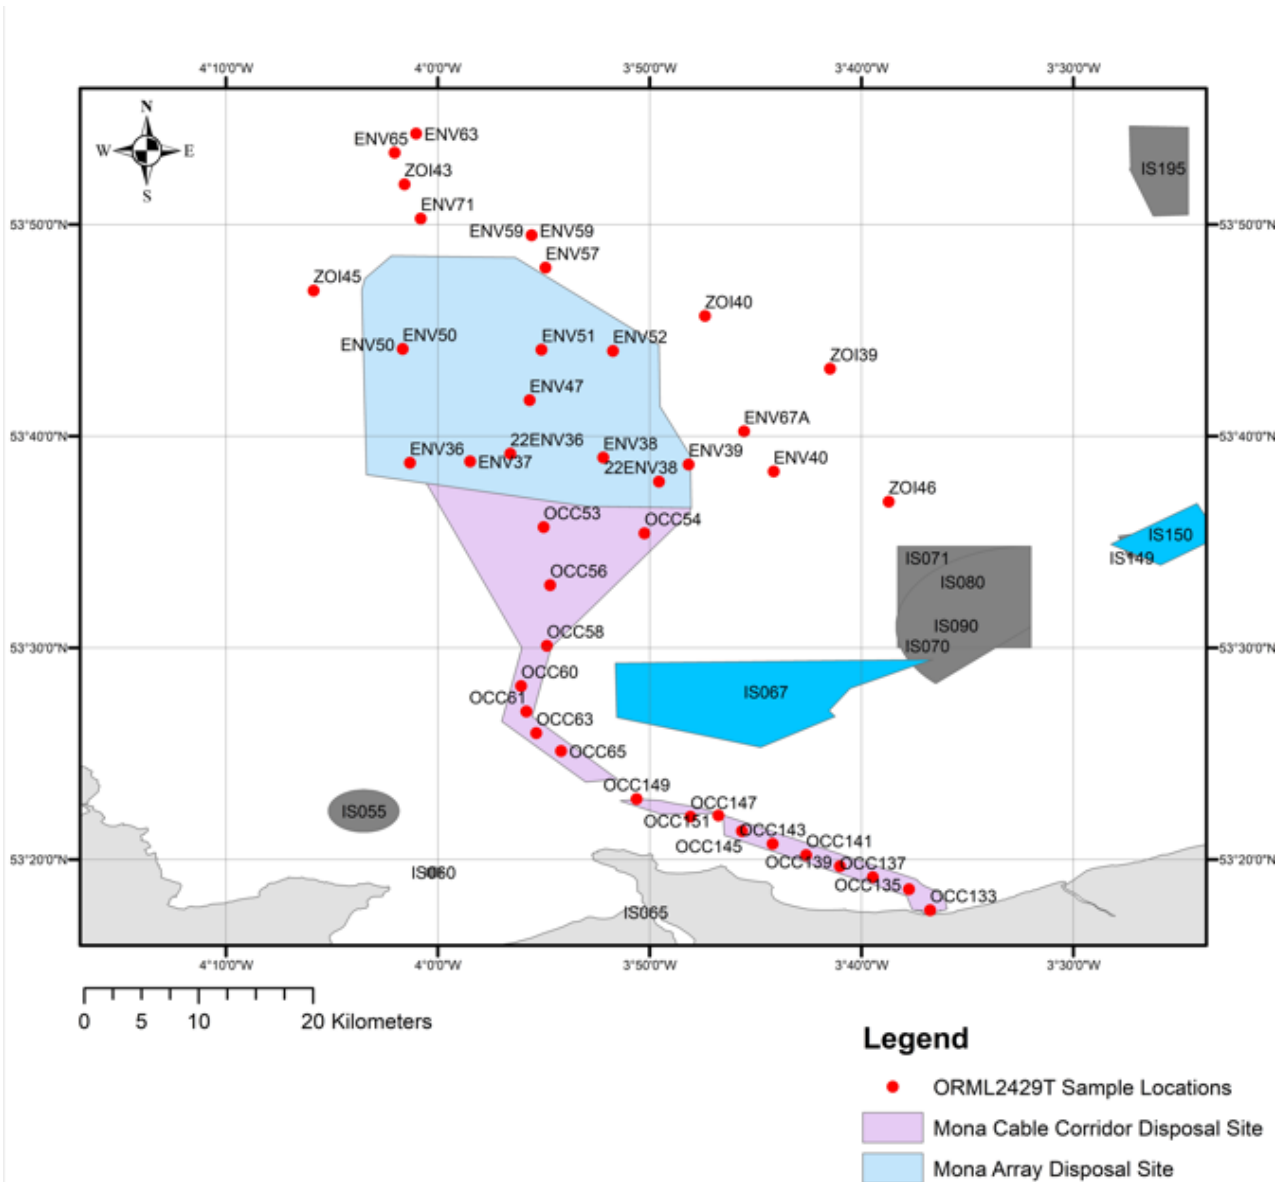 4°10'0"W 4°0'0"W 3°50'0"W 3°40'0"W 3°30'0"W
N
W E
S
ENV65 ENV63
ZOI43
IS195
ENV71
53°50'0"N 53°50'0"N
ENV59 ENV59
ENV57
ZOI45
ZOI40
ENV50 ENV50 ENV51 ENV52
ZOI39
ENV47
ENV67A
53°40'0"N 53°40'0"N
ENV36 22ENV36 ENV38 ENV39
ENV37 22ENV38 ENV40
ZOI46
OCC53 OCC54
IS150
IS149
IS071
OCC56
IS080
OCC58 IS090
53°30'0"N IS070 53°30'0"N
OCC60
OCC61 IS067
OCC63
OCC65
OCC149
OCC147
IS055
OCC151 OCC143
OCC145 OCC141
53°20'0"N OCC139 OCC137 53°20'0"N
IS060
OCC135 OCC133
IS065
4°10'0"W 4°0'0"W 3°50'0"W 3°40'0"W 3°30'0"W
0 5 10 20 Kilometers
Legend
ORML2429T Sample Locations
Mona Cable Corridor Disposal Site
Mona Array Disposal Site